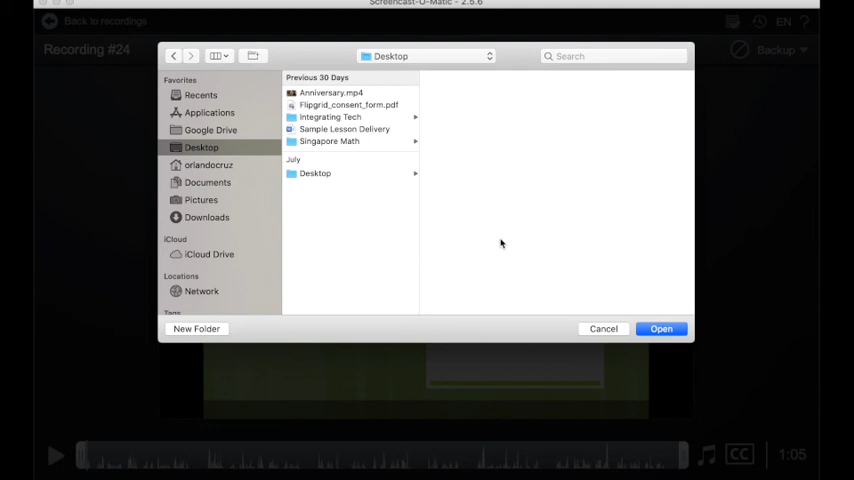 Screencast-O-Matic - 2.5.6
Back to recordings
EN ?
Recording #24
Backup
Desktop
Search
Favorites
Recents
Applications
Google Drive
Desktop
orlandocruz
Documents
Pictures
Downloads
iCloud
iCloud Drive
Locations
Network
Tags
Previous 30 Days
Anniversary.mp4
Flipgrid_consent_form.pdf
Integrating Tech
Sample Lesson Delivery
Singapore Math
July
Desktop
New Folder
Cancel
Open
CC
1:05